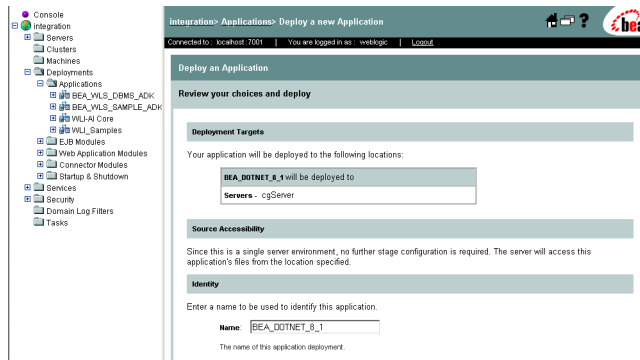 Console
integration
Servers
Clusters
Machines
Deployments
Applications
BEA_WLS_DBMS_ADK
BEA_WLS_SAMPLE_ADK
WLI-AI Core
WLI_Samples
EJB Modules
Web Application Modules
Connector Modules
Startup & Shutdown
Services
Security
Domain Log Filters
Tasks
integration> Applications> Deploy a new Application
?
bea
Connected to : localhost :7001 | You are logged in as : weblogic | Logout
Deploy an Application
Review your choices and deploy
Deployment Targets
Your application will be deployed to the following locations:
BEA_DOTNET_8_1 will be deployed to
Servers - cgServer
Source Accessibility
Since this is a single server environment, no further stage configuration is required. The server will access this
application's files from the location specified.
Identity
Enter a name to be used to identify this application.
Name: BEA_DOTNET_8_1
The name of this application deployment.